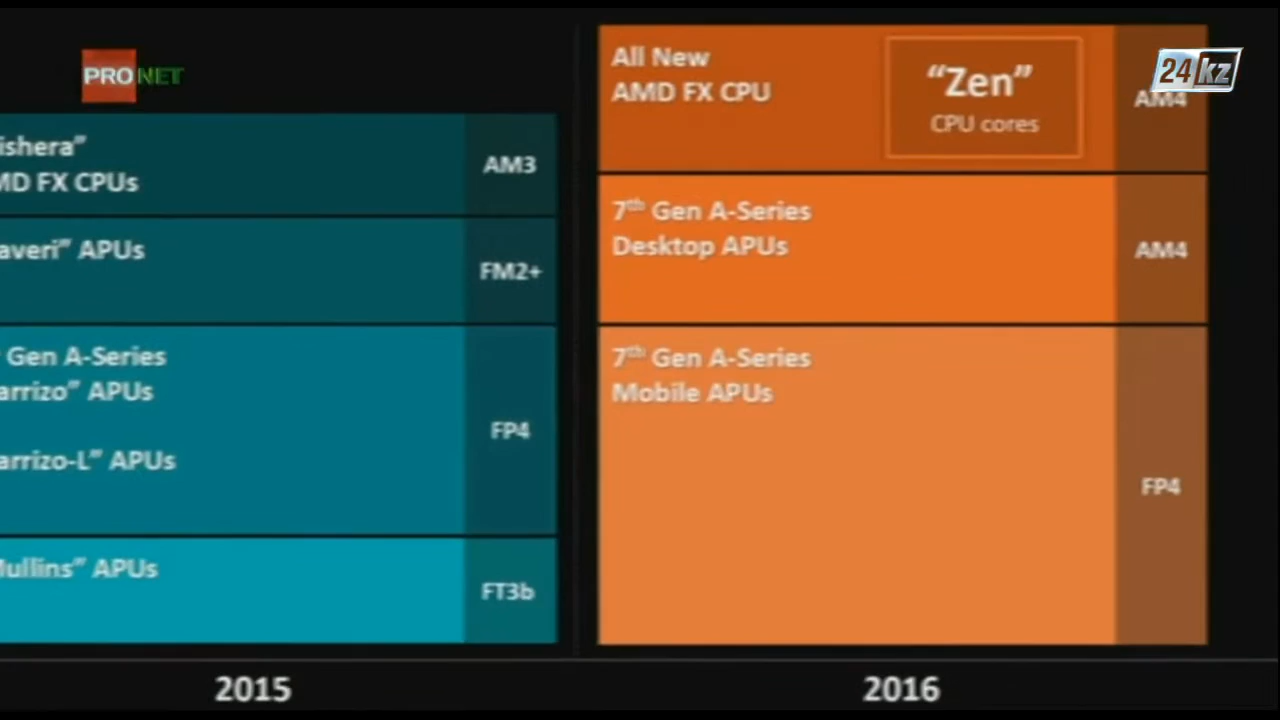 PRONET
24kz
ishera”
MD FX CPUs
AM3
averi” APUs
FM2+
Gen A-Series
arrizo” APUs
arrizo-L” APUs
FP4
Mullins” APUs
FT3b
2015
All New
AMD FX CPU
“Zen”
CPU cores
AM4
7th Gen A-Series
Desktop APUs
AM4
7th Gen A-Series
Mobile APUs
FP4
2016